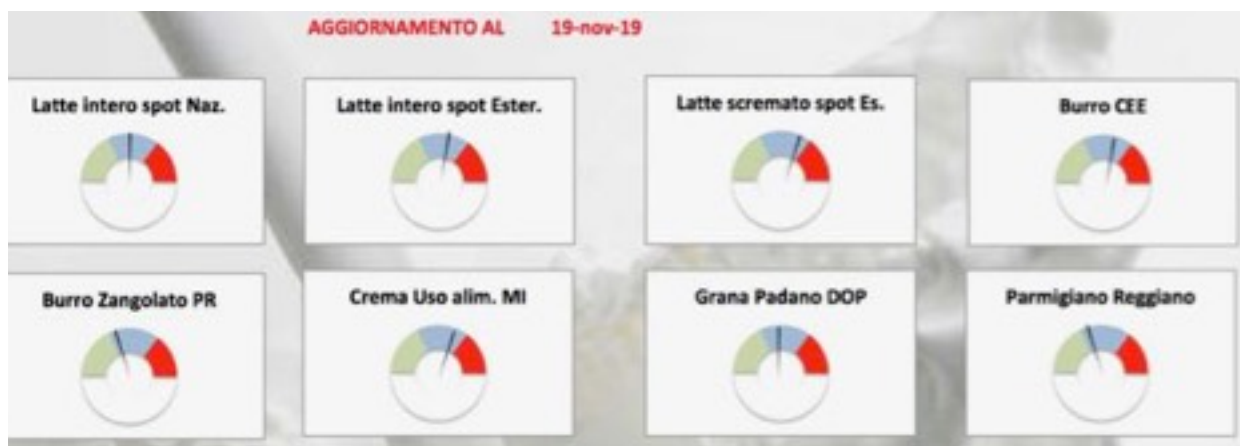 AGGIORNAMENTO AL 19-nov-19
Latte intero spot Naz.
Latte intero spot Ester.
Latte scremato spot Es.
Burro CEE
Burro Zangolato PR
Crema Uso alim. MI
Grana Padano DOP
Parmigiano Reggiano